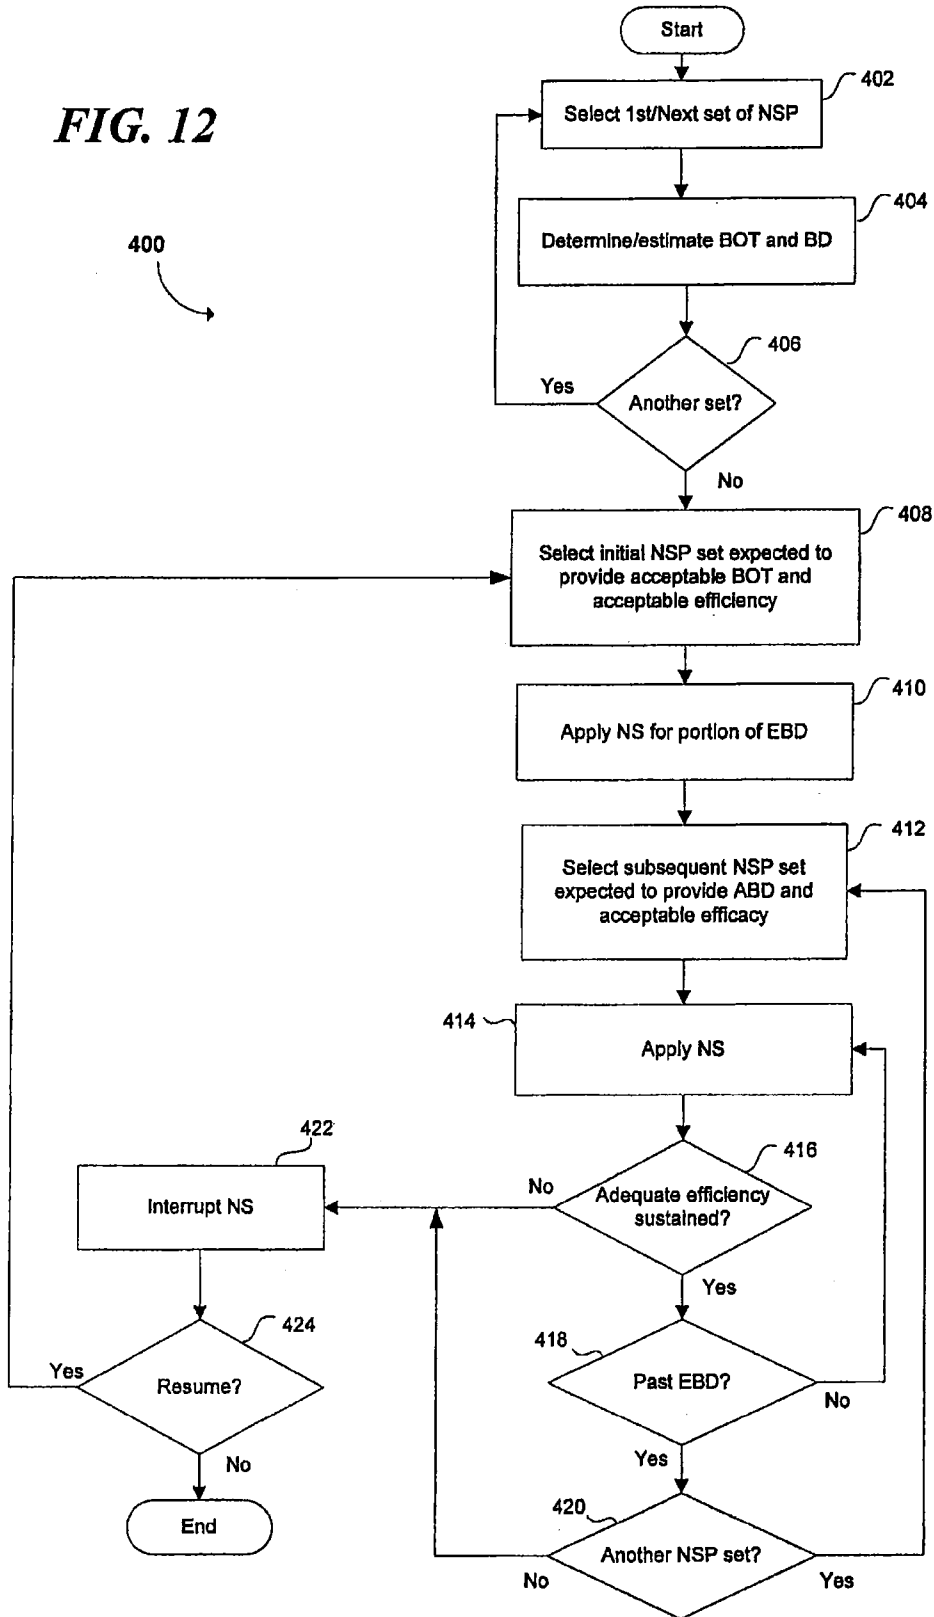 Start
402
FIG. 12
Select 1st/Next set of NSP
404
400
Determine/estimate BOT and BD
406
Yes
Another set?
No
408
Select initial NSP set expected to
provide acceptable BOT and
acceptable efficiency
410
Apply NS for portion of EBD
412
Select subsequent NSP set
expected to provide ABD and
acceptable efficacy
414
Apply NS
422
416
No
Interrupt NS
Adequate efficiency
sustained?
Yes
424
418
Yes
Resume?
Past EBD?
No
No
Yes
420
End
Another NSP set?
No
Yes